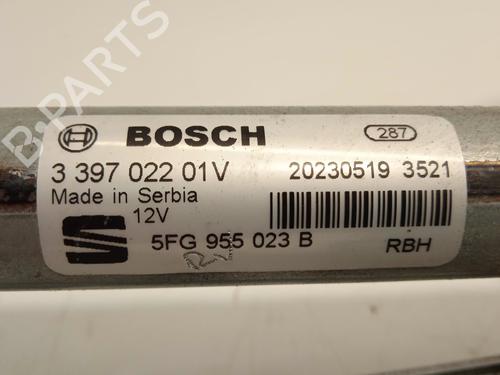 B-PARTS
BOSCH
287
3 397 022 01V
20230519 3521
Made in Serbia
12V
5FG 955 023 B
RBH